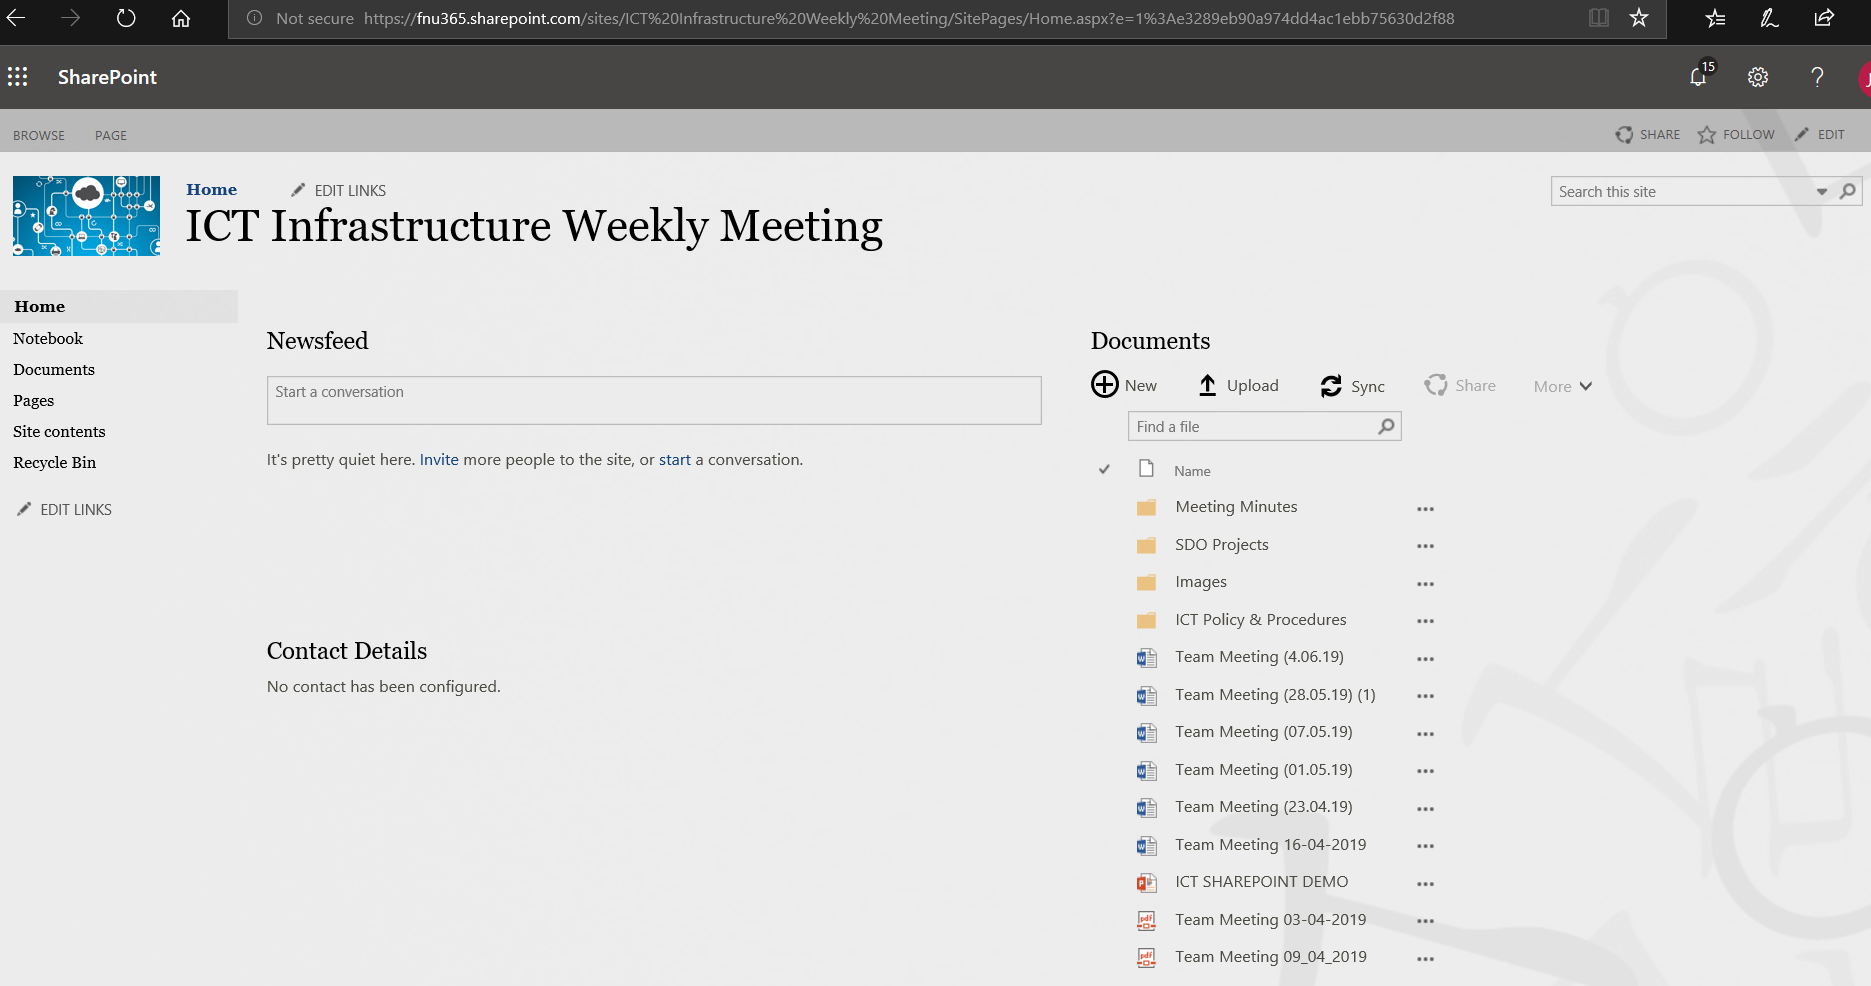 Not secure https://fnu365.sharepoint.com/sites/ICT%20Infrastructure%20Weekly%20Meeting/SitePages/Home.aspx?e=1%3Ae3289eb90a974dd4ac1ebb75630d2f88
SharePoint
15
J
BROWSE PAGE
SHARE FOLLOW EDIT
Home EDIT LINKS
Search this site
ICT Infrastructure Weekly Meeting
Home
Notebook
Documents
Pages
Site contents
Recycle Bin
EDIT LINKS
Newsfeed
Start a conversation
It's pretty quiet here. Invite more people to the site, or start a conversation.
Contact Details
No contact has been configured.
Documents
New Upload Sync Share More
Find a file
Name
Meeting Minutes
SDO Projects
Images
ICT Policy & Procedures
Team Meeting (4.06.19)
Team Meeting (28.05.19) (1)
Team Meeting (07.05.19)
Team Meeting (01.05.19)
Team Meeting (23.04.19)
Team Meeting 16-04-2019
ICT SHAREPOINT DEMO
Team Meeting 03-04-2019
Team Meeting 09_04_2019